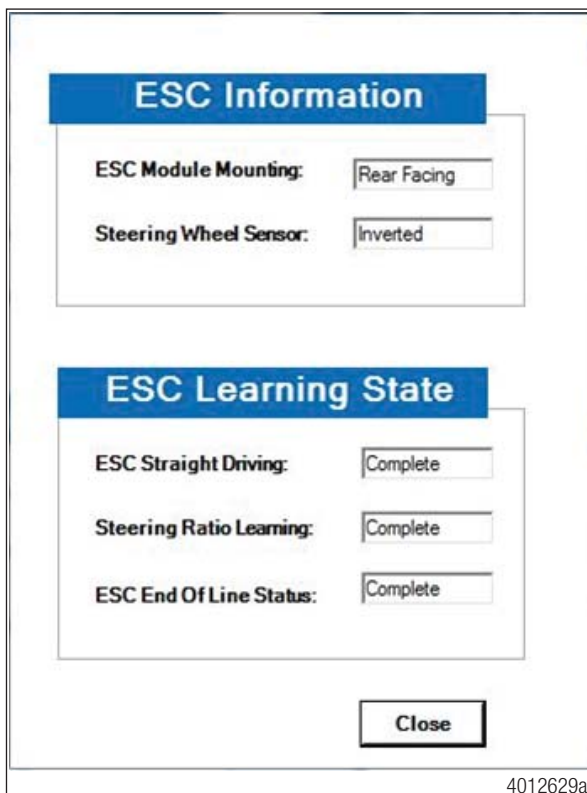 ESC Information
ESC Module Mounting: Rear Facing
Steering Wheel Sensor: Inverted
ESC Learning State
ESC Straight Driving: Complete
Steering Ratio Learning: Complete
ESC End Of Line Status: Complete
Close
4012629a